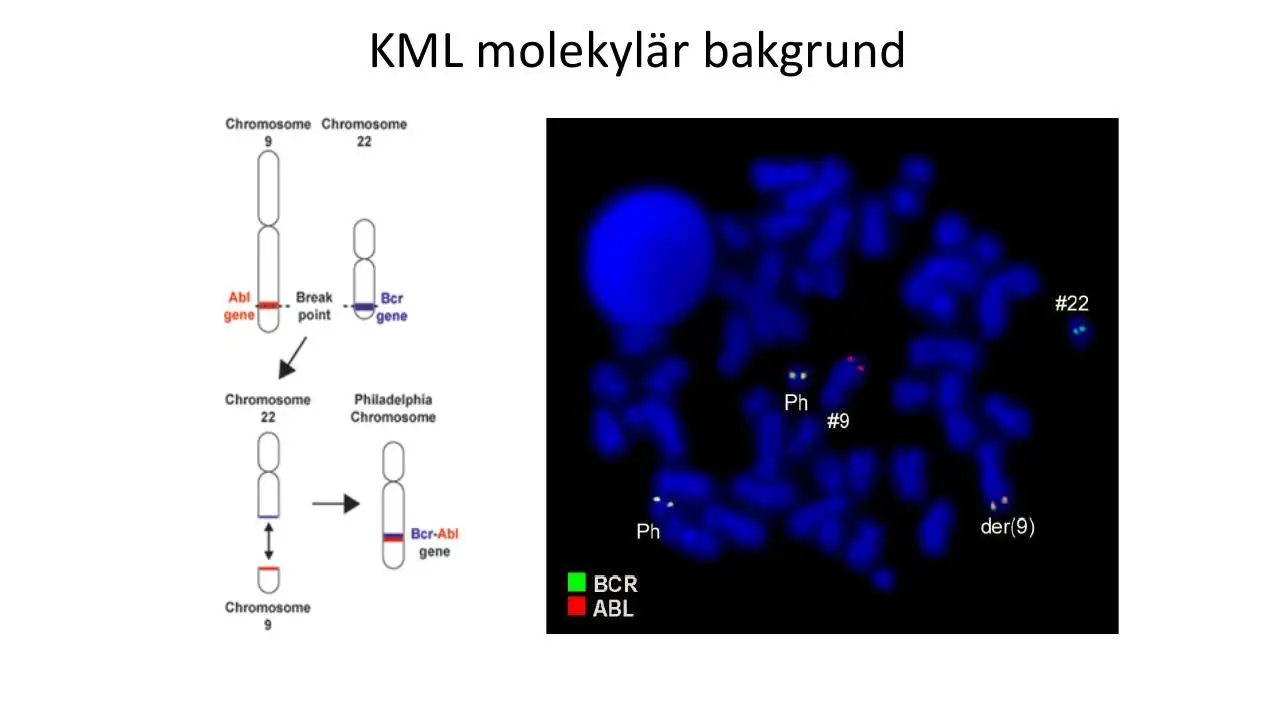 KML molekylär bakgrund
Chromosome
9
Chromosome
22
Abl
gene
Break
point
Bcr
gene
Chromosome
22
Philadelphia
Chromosome
Bcr-Abl
gene
Chromosome
9
#22
Ph
#9
Ph
der(9)
BCR
ABL